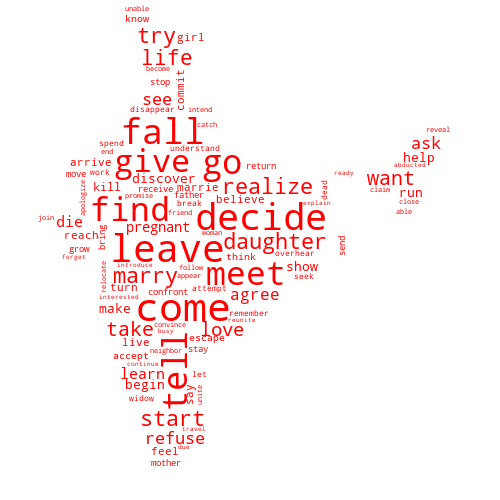 unable
know
try girl
life
become
stop
see commit
disappear intend
fall catch
spend understand
end
reveal
ask
arrive give go return help
abducted
move work discover ready want
kill receive marrie realize dead claim run
promise father believe close
apologize find break explain
join friend decide able
die pregnant woman
reach bring leave daughter send
grow think overhear
forget introduce follow meet show
relocate marry appear seek
turn confront attempt agree
interested
make come remember
reunite
take convince love
busy
live tell escape
accept neighbor stay
continue
learn let
begin say unite
widow
start
travel
refuse
due
feel
mother